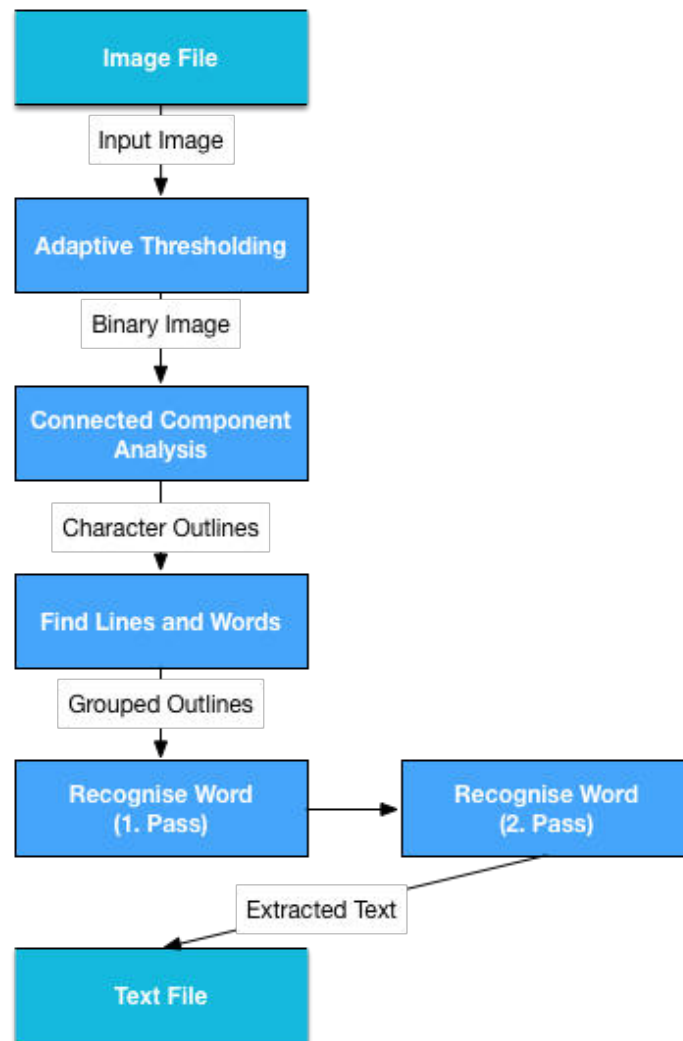 Image File
Input Image
Adaptive Thresholding
Binary Image
Connected Component
Analysis
Character Outlines
Find Lines and Words
Grouped Outlines
Recognise Word
(1. Pass)
Recognise Word
(2. Pass)
Extracted Text
Text File